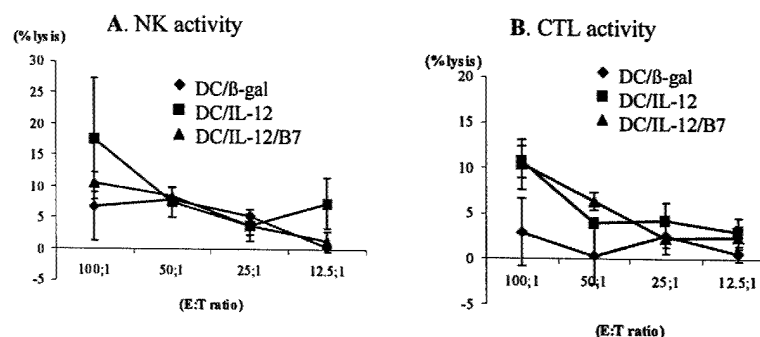 A. NK activity
(% lysis)
30
25
20
15
10
5
0
-5
DC/ß-gal
DC/IL-12
DC/IL-12/B7
100;1
50;1
25;1
12.5;1
(E:T ratio)
B. CTL activity
(% lysis)
20
15
10
5
0
-5
DC/ß-gal
DC/IL-12
DC/IL-12/B7
100;1
50;1
25;1
12.5;1
(E:T ratio)